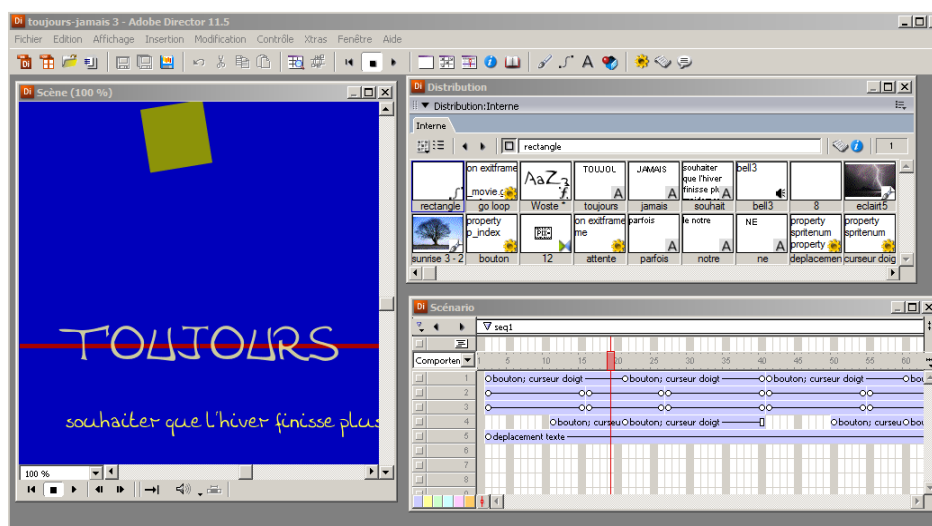 toujours-jamais 3 - Adobe Director 11.5
Fichier Edition Affichage Insertion Modification Contrôle Xtras Fenêtre Aide
Scène (100 %)
TOUJOURS
souhaiter que l'hiver finisse plus
100 %
Distribution
Distribution:Interne
Interne
rectangle 1
on exitframe TOUJOL JAMAIS souhaiter bell3
que l'hiver
_movie.g AaZz finisse plu
rectangle go loop Woste * toujours jamais souhait bell3 8 eclairt5
property on exitframe parfois le notre NE property property
p_index me spritenum spritenum
property
sunrise 3 - 2 bouton 12 attente parfois notre ne deplacemen curseur doig
Scénario
seq1
Comporten 1 5 10 15 20 25 30 35 40 45 50 55 60
1 bouton; curseur doigt bouton; curseur doigt bouton; curseur doigt bou
2
3
4 bouton; curseu bouton; curseur doigt bouton; curseu bou
5 deplacement texte
6
7
8